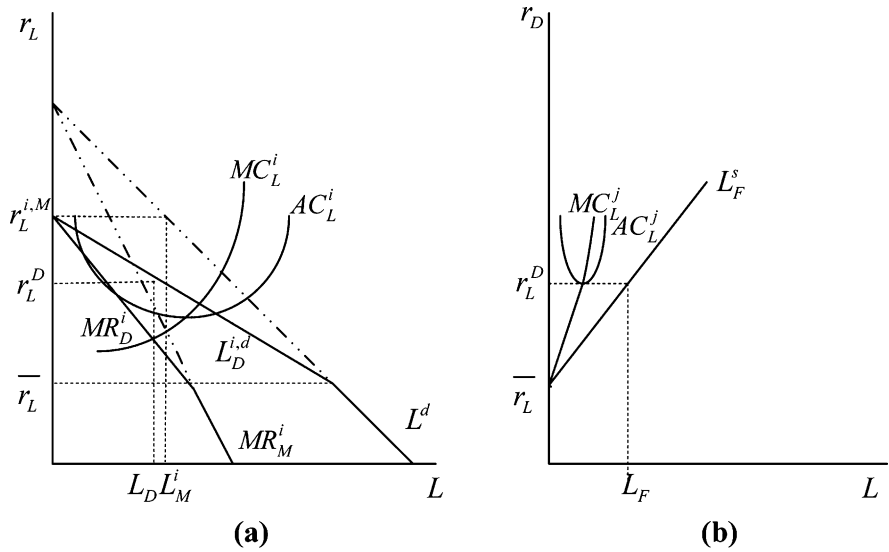 r_L
MC_L^i
AC_L^i
r_L^{i,M}
r_L^D
MR_D^i
L_D^{i,d}
\overline{r_L}
L^d
MR_M^i
L_D L_M^i
L
(a)
r_D
L_F^s
MC_L^j
AC_L^j
r_L^D
\overline{r_L}
L_F
L
(b)